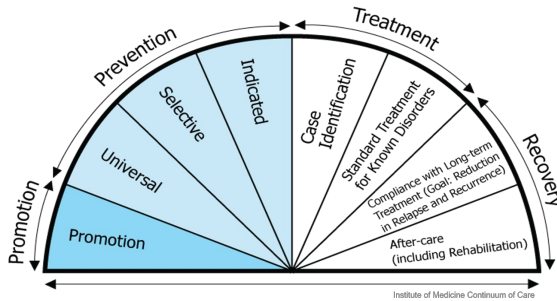 Promotion
Prevention
Treatment
Recovery
Promotion
Universal
Selective
Indicated
Case
Identification
Standard Treatment
for Known Disorders
Compliance with Long-term
Treatment (Goal: Reduction
in Relapse and Recurrence)
After-care
(including Rehabilitation)
Institute of Medicine Continuum of Care